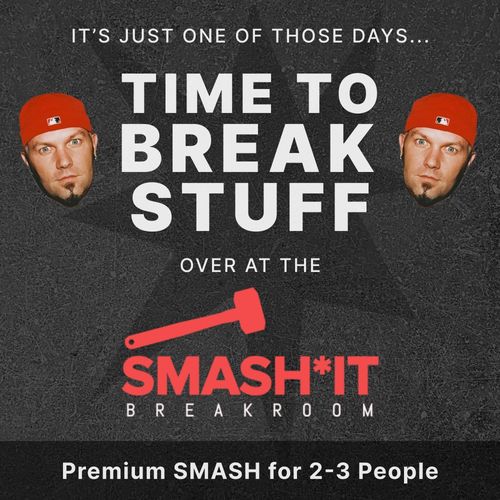 IT’S JUST ONE OF THOSE DAYS...
TIME TO
BREAK
STUFF
OVER AT THE
SMASH*IT
BREAKROOM
Premium SMASH for 2-3 People